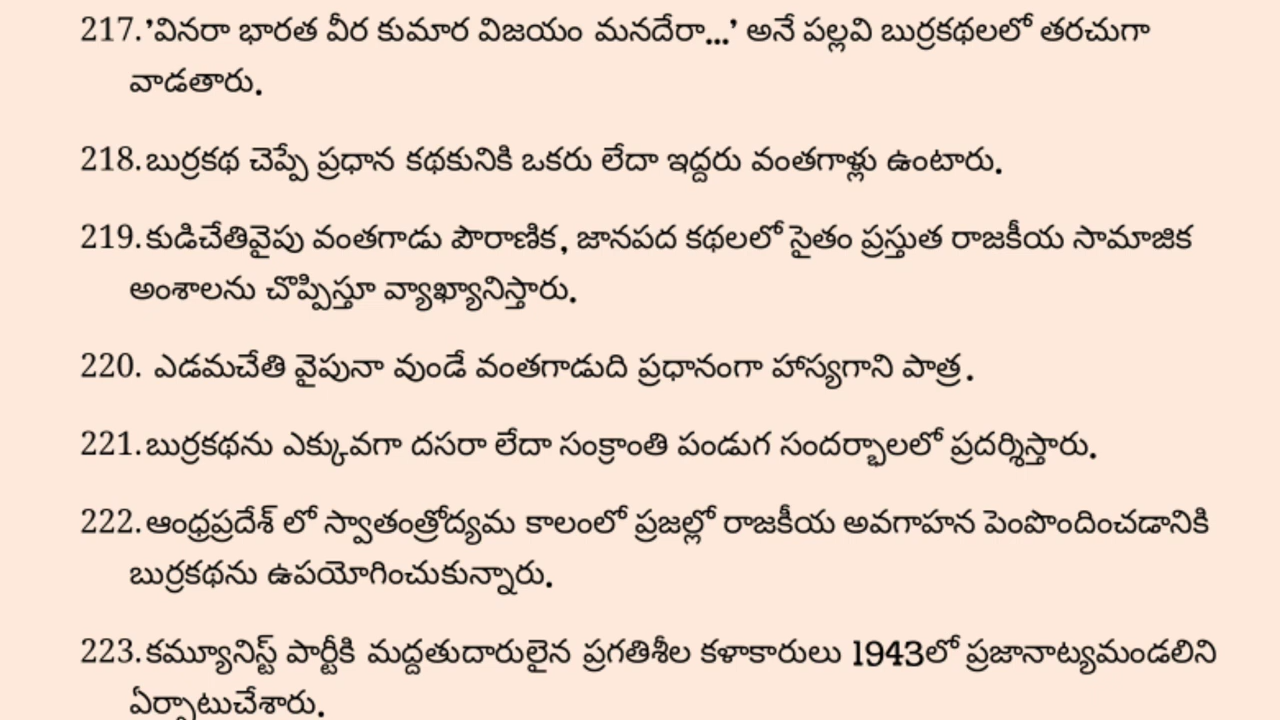 217.’వినరా భారత వీర కుమార విజయం మనదేరా...’ అనే పల్లవి బుర్రకథలలో తరచుగా
వాడతారు.
218.బుర్రకథ చెప్పే ప్రధాన కథకునికి ఒకరు లేదా ఇద్దరు వంతగాళ్లు ఉంటారు.
219.కుడిచేతివైపు వంతగాడు పౌరాణిక, జానపద కథలలో సైతం ప్రస్తుత రాజకీయ సామాజిక
అంశాలను చొప్పిస్తూ వ్యాఖ్యానిస్తారు.
220. ఎడమచేతి వైపునా వుండే వంతగాడుది ప్రధానంగా హాస్యగాని పాత్ర.
221.బుర్రకథను ఎక్కువగా దసరా లేదా సంక్రాంతి పండుగ సందర్భాలలో ప్రదర్శిస్తారు.
222.ఆంధ్రప్రదేశ్ లో స్వాతంత్రోద్యమ కాలంలో ప్రజల్లో రాజకీయ అవగాహన పెంపొందించడానికి
బుర్రకథను ఉపయోగించుకున్నారు.
223.కమ్యూనిస్ట్ పార్టీకి మద్దతుదారులైన ప్రగతిశీల కళాకారులు 1943లో ప్రజానాట్యమండలిని
ఏర్పాటుచేశారు.